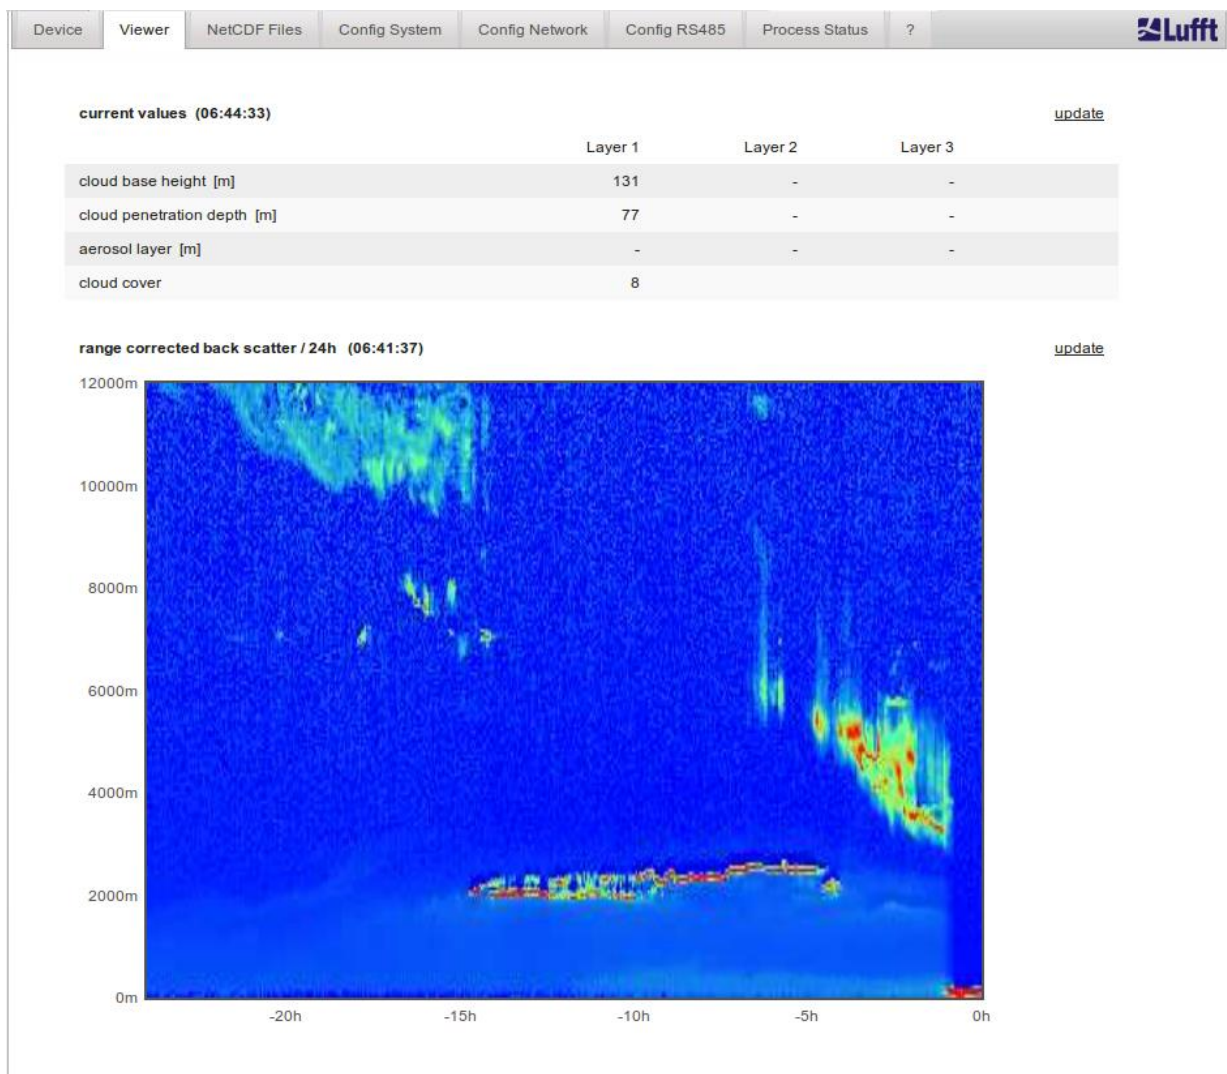 Device Viewer NetCDF Files Config System Config Network Config RS485 Process Status ? Lufft
current values (06:44:33) update
Layer 1 Layer 2 Layer 3
cloud base height [m] 131 - -
cloud penetration depth [m] 77 - -
aerosol layer [m] - - -
cloud cover 8
range corrected back scatter / 24h (06:41:37) update
12000m
10000m
8000m
6000m
4000m
2000m
0m
-20h -15h -10h -5h 0h